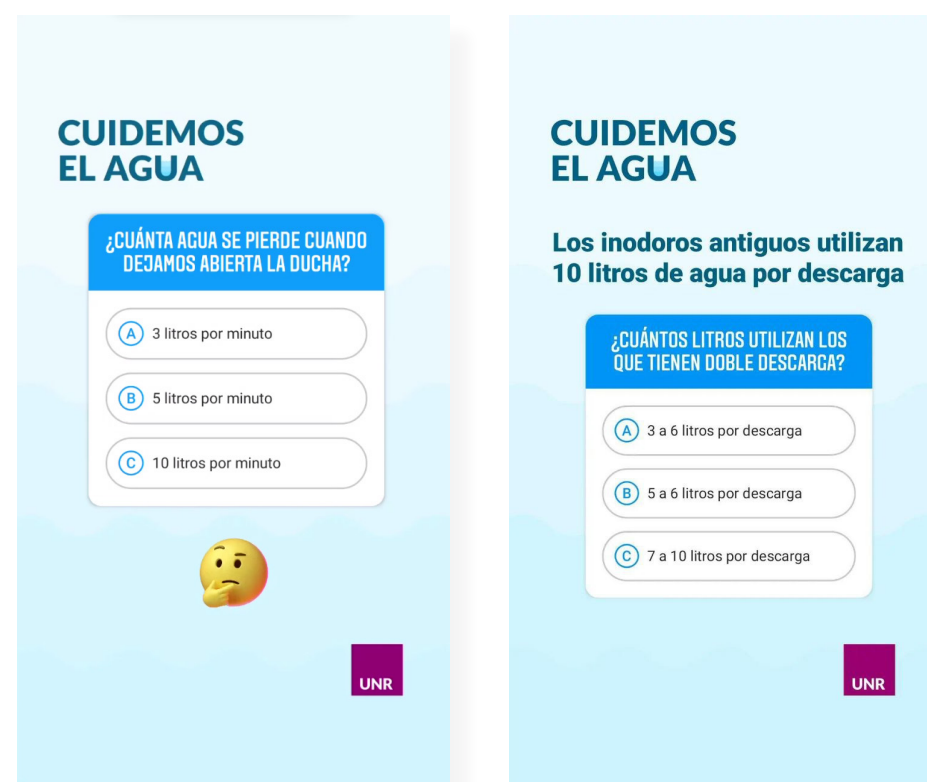 CUIDEMOS
EL AGUA
¿CUÁNTA AGUA SE PIERDE CUANDO
DEJAMOS ABIERTA LA DUCHA?
A 3 litros por minuto
B 5 litros por minuto
C 10 litros por minuto
UNR
CUIDEMOS
EL AGUA
Los inodoros antiguos utilizan
10 litros de agua por descarga
¿CUÁNTOS LITROS UTILIZAN LOS
QUE TIENEN DOBLE DESCARGA?
A 3 a 6 litros por descarga
B 5 a 6 litros por descarga
C 7 a 10 litros por descarga
UNR